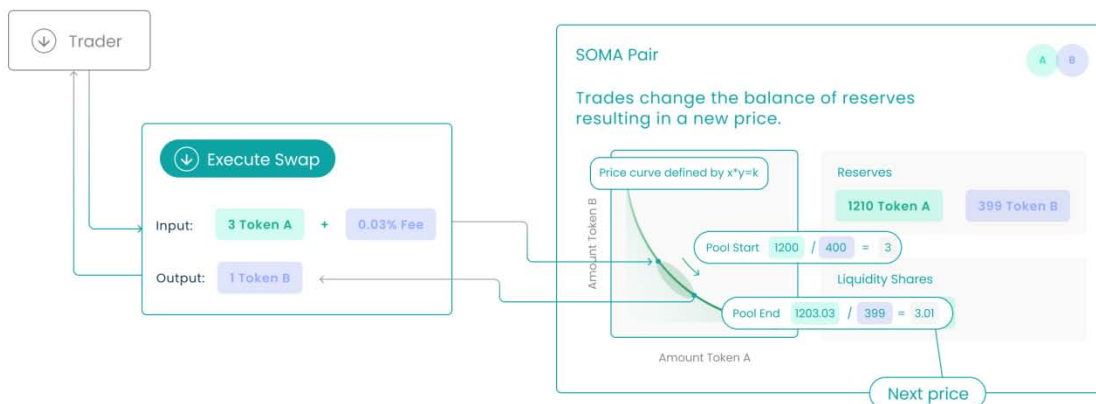 Trader
Execute Swap
Input: 3 Token A + 0.03% Fee
Output: 1 Token B
SOMA Pair
A B
Trades change the balance of reserves
resulting in a new price.
Price curve defined by x*y=k
Amount Token B
Amount Token A
Pool Start 1200 / 400 = 3
Pool End 1203.03 / 399 = 3.01
Reserves
1210 Token A 399 Token B
Liquidity Shares
Next price